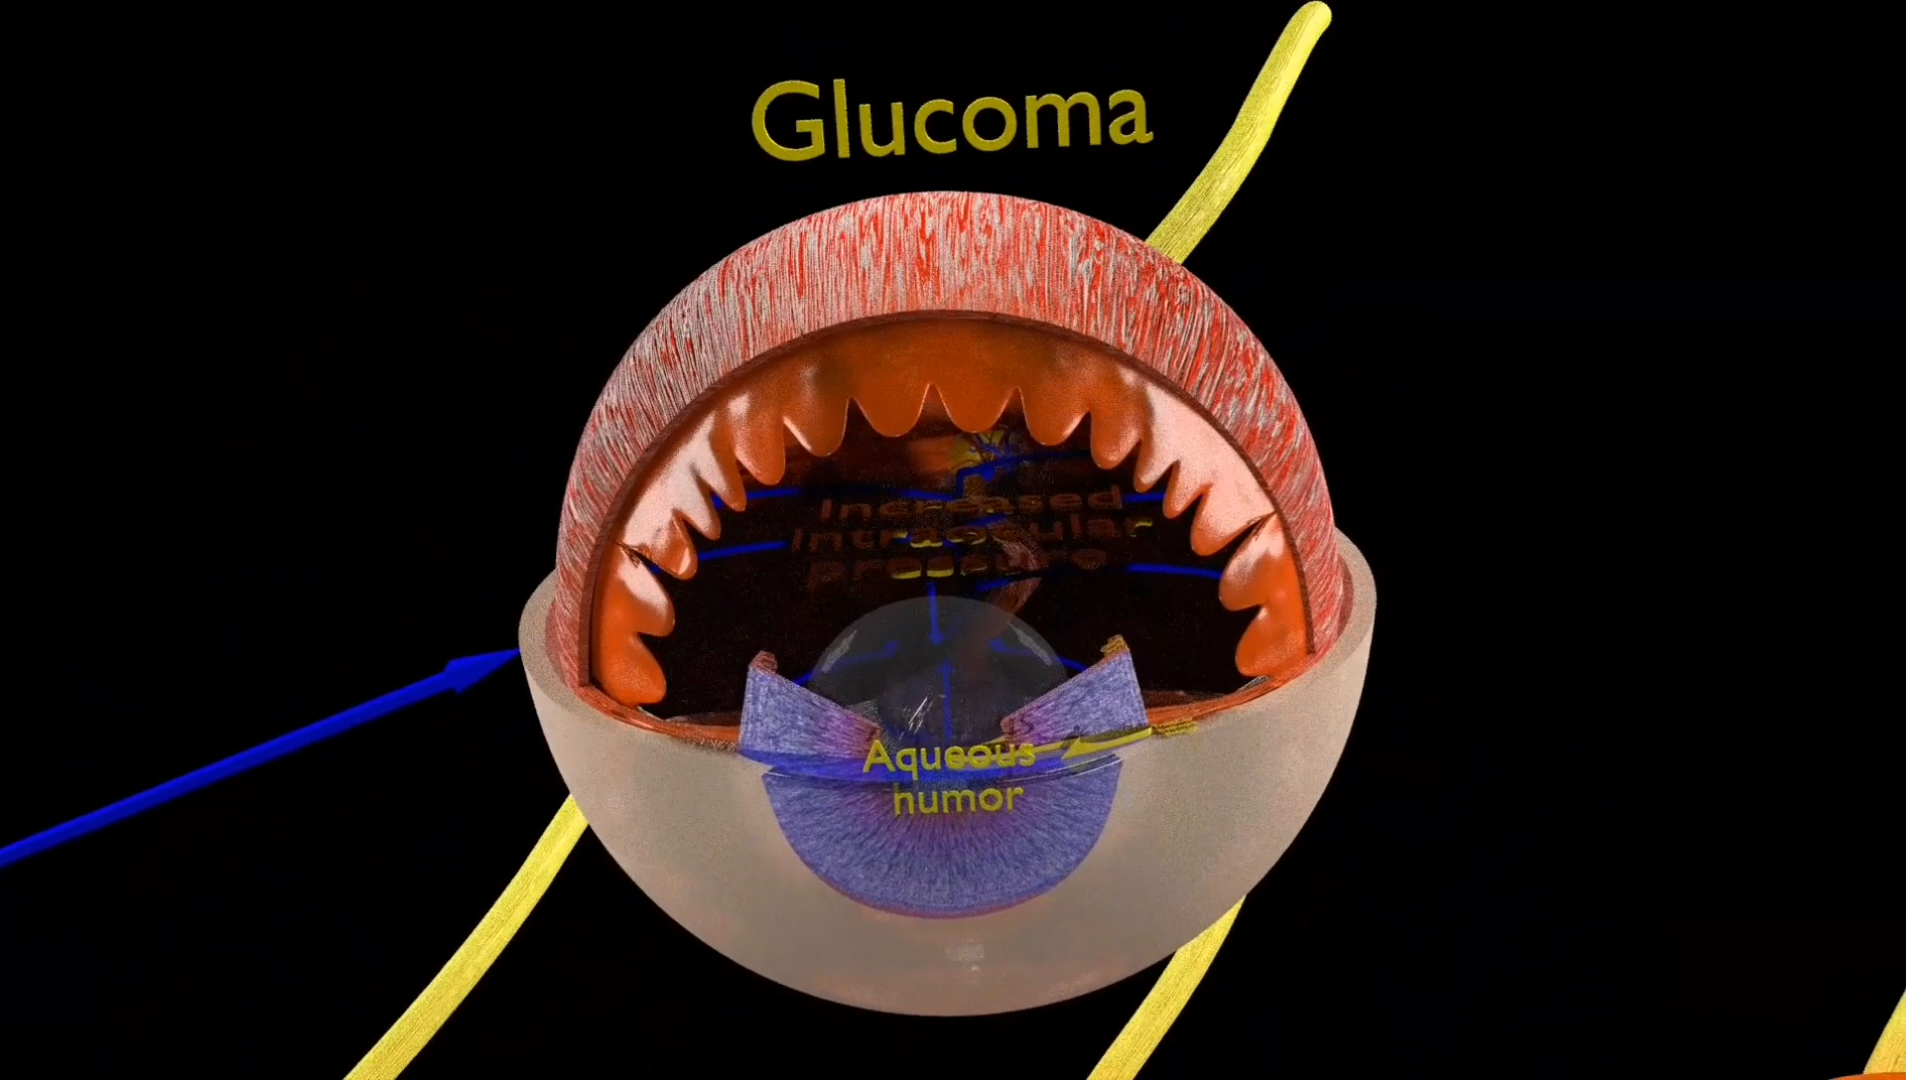 Glucoma
Increased
Intraocular
pressure
Aqueous
humor